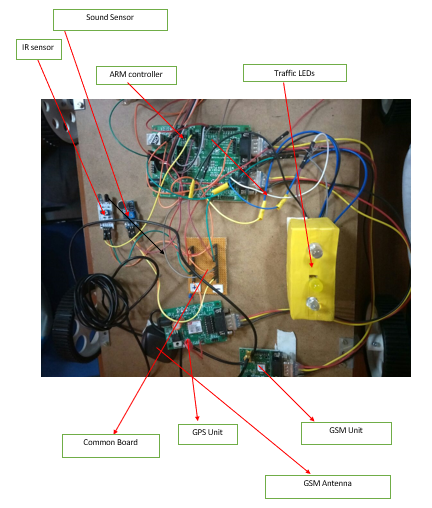 Sound Sensor
IR sensor
ARM controller
Traffic LEDs
GPS Unit
GSM Unit
Common Board
GSM Antenna